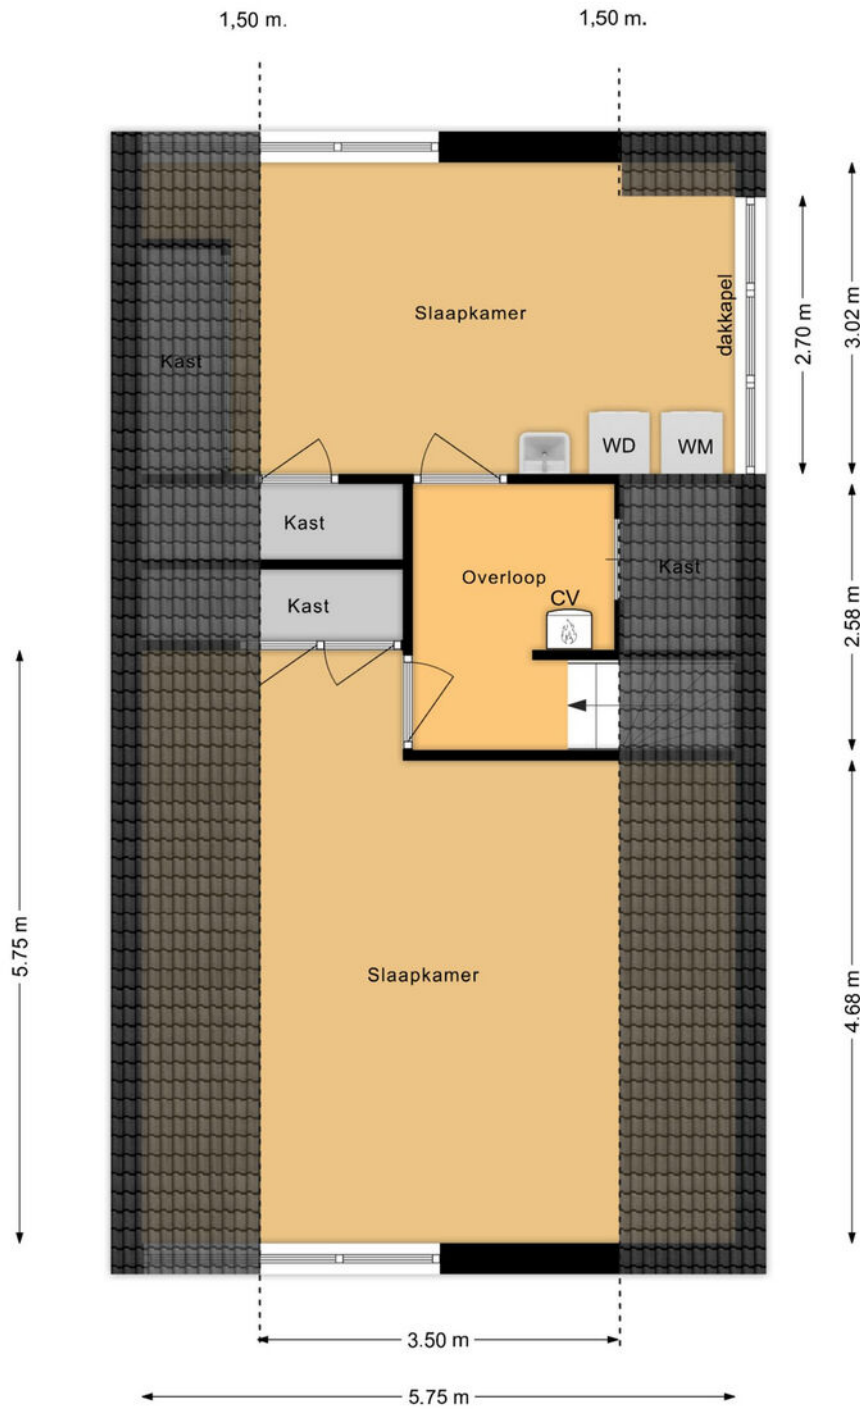 1,50 m.
1,50 m.
dakkapel
2.70 m
3.02 m
Slaapkamer
Kast
WD
WM
Kast
Overloop
Kast
CV
Kast
2.58 m
5.75 m
Slaapkamer
4.68 m
3.50 m
5.75 m